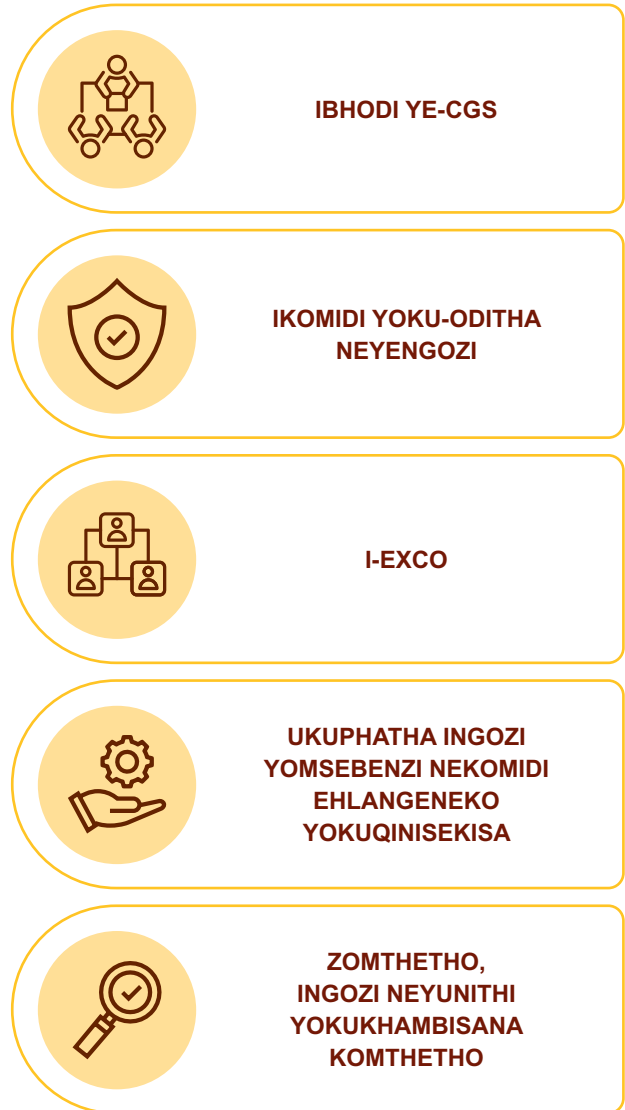 IBHODI YE-CGS
IKOMIDI YOKU-ODITHA
NEYENGOZI
I-EXCO
UKUPHATHA INGOZI
YOMSEBENZI NEKOMIDI
EHLANGENEKO
YOKUQINISEKISA
ZOMTHETHO,
INGOZI NEYUNITHI
YOKUKHAMBISANA
KOMTHETHO